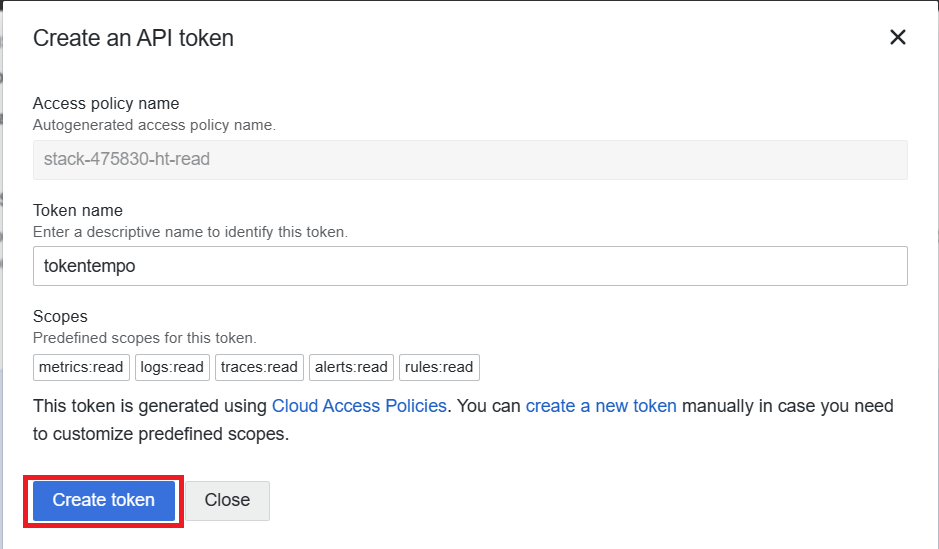 Create an API token
Access policy name
Autogenerated access policy name.
stack-475830-ht-read
Token name
Enter a descriptive name to identify this token.
tokentempo
Scopes
Predefined scopes for this token.
metrics:read logs:read traces:read alerts:read rules:read
This token is generated using Cloud Access Policies. You can create a new token manually in case you need
to customize predefined scopes.
Create token Close